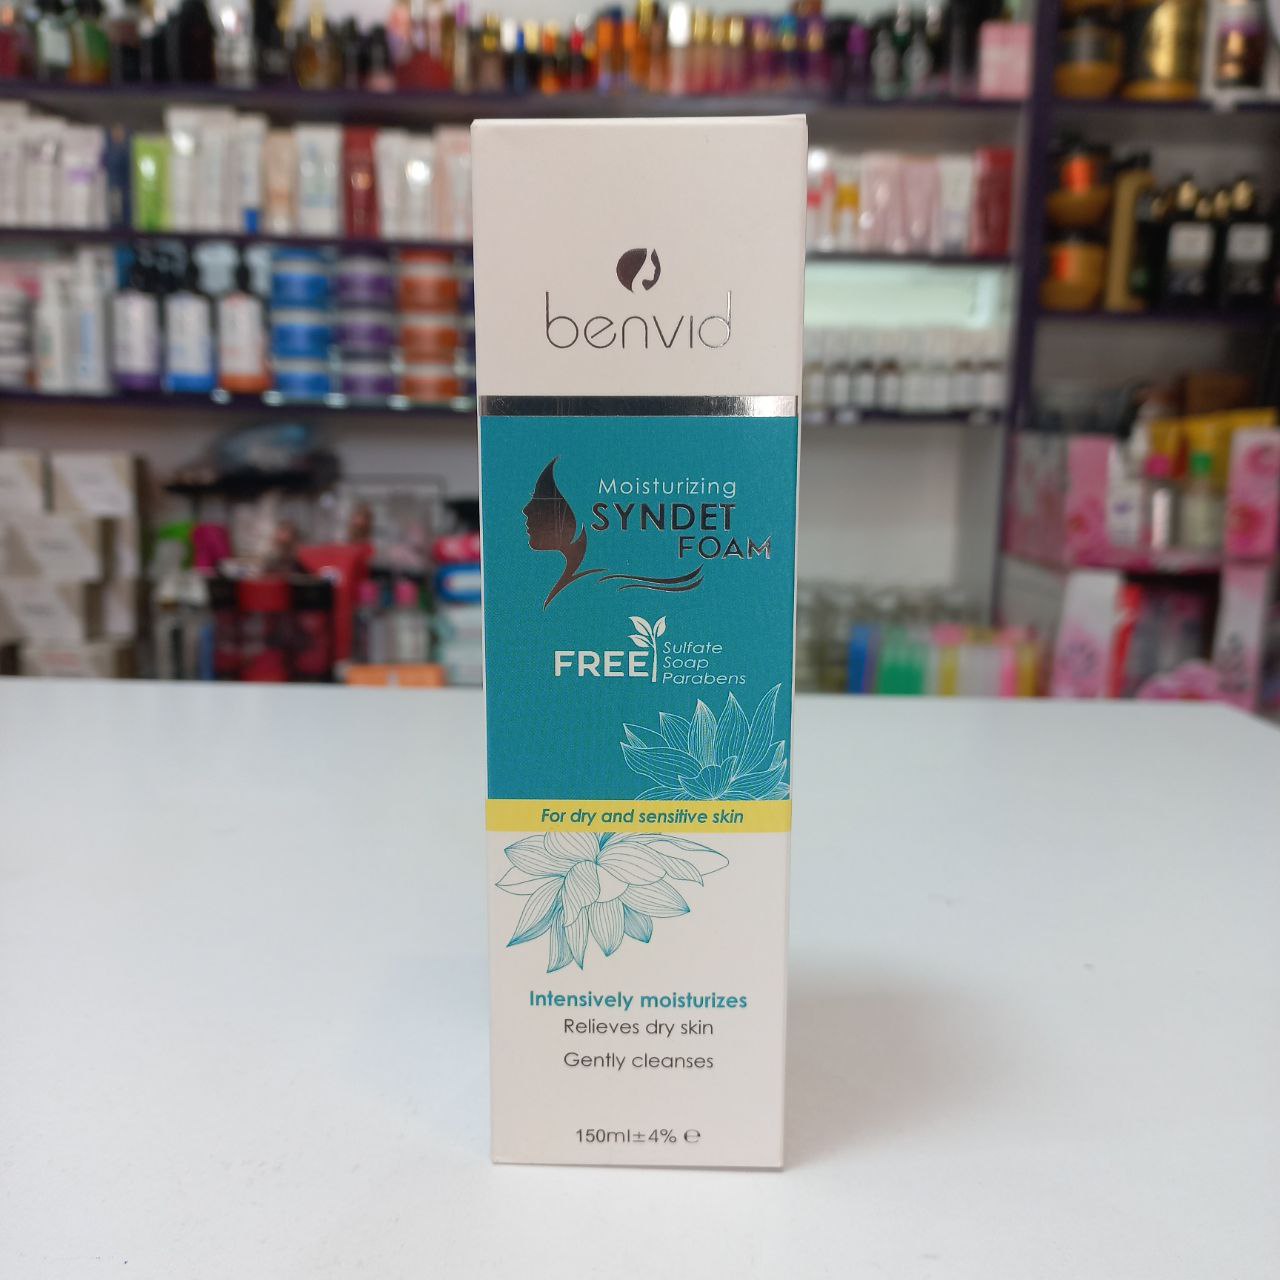 benvid
Moisturizing
SYNDET
FOAM
FREE
Sulfate
Soap
Parabens
For dry and sensitive skin
Intensively moisturizes
Relieves dry skin
Gently cleanses
150ml±4% ℮